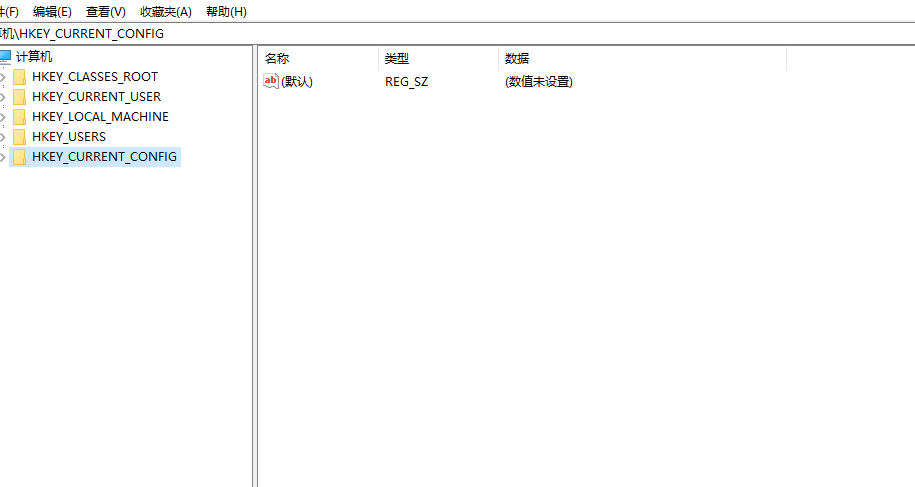 件(F) 编辑(E) 查看(V) 收藏夹(A) 帮助(H)
机\HKEY_CURRENT_CONFIG
计算机
HKEY_CLASSES_ROOT
HKEY_CURRENT_USER
HKEY_LOCAL_MACHINE
HKEY_USERS
HKEY_CURRENT_CONFIG
名称 类型 数据
ab (默认) REG_SZ (数值未设置)